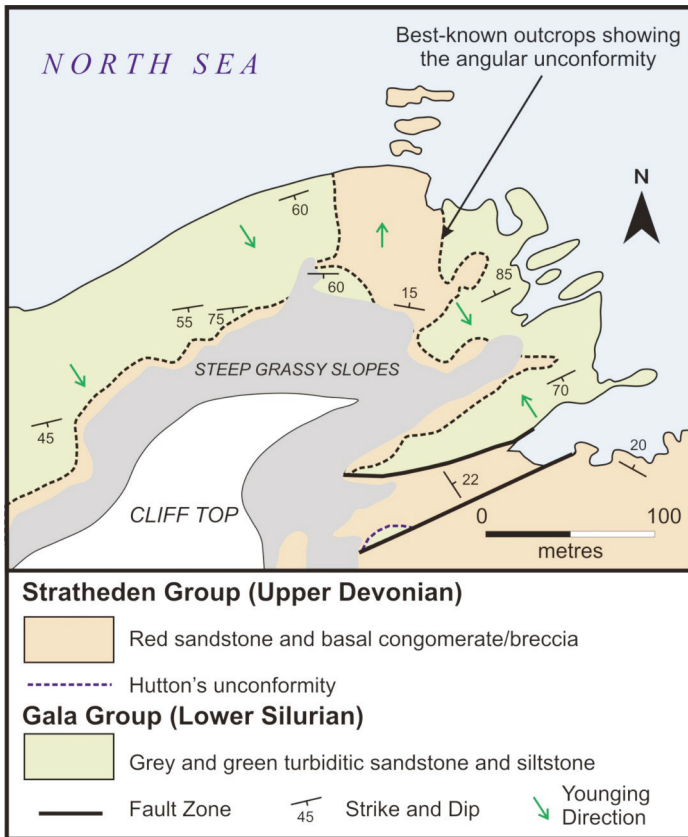 NORTH SEA
Best-known outcrops showing
the angular unconformity
N
60
85
60
15
55
75
STEEP GRASSY SLOPES
70
45
20
22
CLIFF TOP
0
100
metres
Stratheden Group (Upper Devonian)
Red sandstone and basal congomerate/breccia
Hutton's unconformity
Gala Group (Lower Silurian)
Grey and green turbiditic sandstone and siltstone
Fault Zone
45
Strike and Dip
Younging
Direction